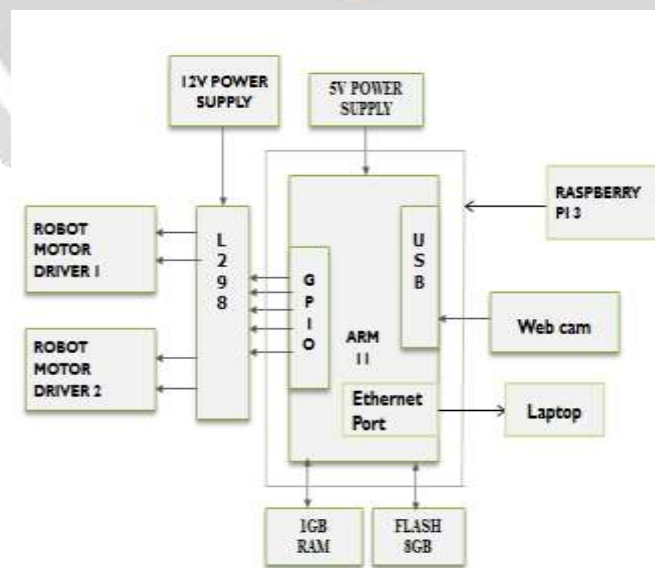 12V POWER
SUPPLY
5V POWER
SUPPLY
RASPBERRY
PI 3
ROBOT
MOTOR
DRIVER 1
L
2
9
8
G
P
I
O
U
S
B
ARM
11
Web cam
ROBOT
MOTOR
DRIVER 2
Ethernet
Port
Laptop
1GB
RAM
FLASH
8GB